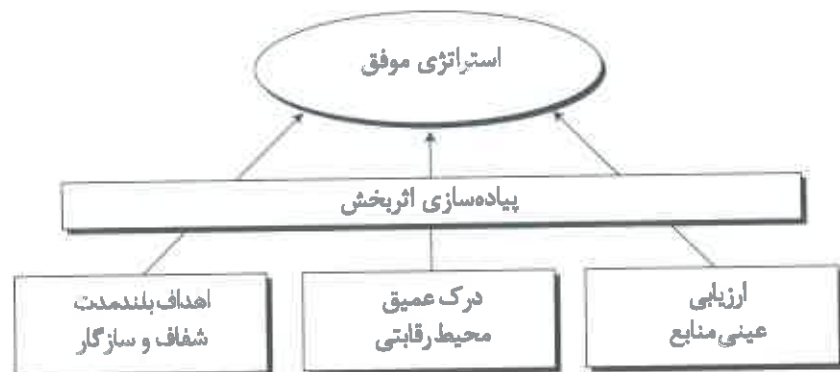 استراتژی موفق
پیاده‌سازی اثربخش
ارزیابی
عینی منابع
درک عمیق
محیط رقابتی
اهداف بلندمدت
شفاف و سازگار